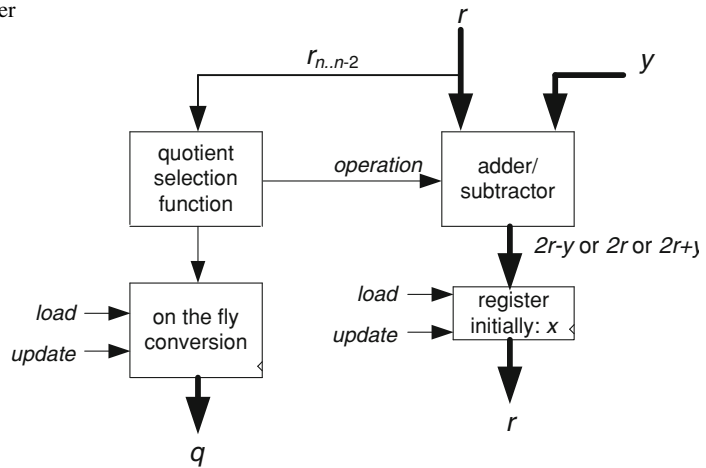 er
r
r n..n-2
y
quotient
selection
function
operation
adder/
subtractor
2r-y or 2r or 2r+y
load
update
on the fly
conversion
load
update
register
initially: x
q
r